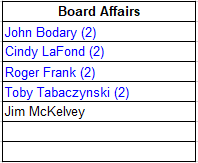 Board Affairs
John Bodary (2)
Cindy LaFond (2)
Roger Frank (2)
Toby Tabaczynski (2)
Jim McKelvey